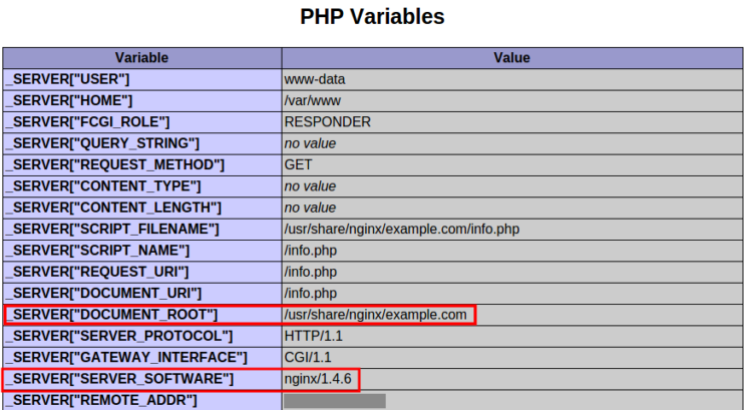 PHP Variables
Variable Value
_SERVER["USER"] www-data
_SERVER["HOME"] /var/www
_SERVER["FCGI_ROLE"] RESPONDER
_SERVER["QUERY_STRING"] no value
_SERVER["REQUEST_METHOD"] GET
_SERVER["CONTENT_TYPE"] no value
_SERVER["CONTENT_LENGTH"] no value
_SERVER["SCRIPT_FILENAME"] /usr/share/nginx/example.com/info.php
_SERVER["SCRIPT_NAME"] /info.php
_SERVER["REQUEST_URI"] /info.php
_SERVER["DOCUMENT_URI"] /info.php
_SERVER["DOCUMENT_ROOT"] /usr/share/nginx/example.com
_SERVER["SERVER_PROTOCOL"] HTTP/1.1
_SERVER["GATEWAY_INTERFACE"] CGI/1.1
_SERVER["SERVER_SOFTWARE"] nginx/1.4.6
_SERVER["REMOTE_ADDR"]